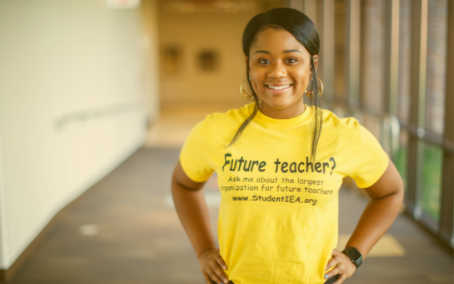 Future teacher?
Ask me about the largest
organization for future teachers
www.StudentIEA.org